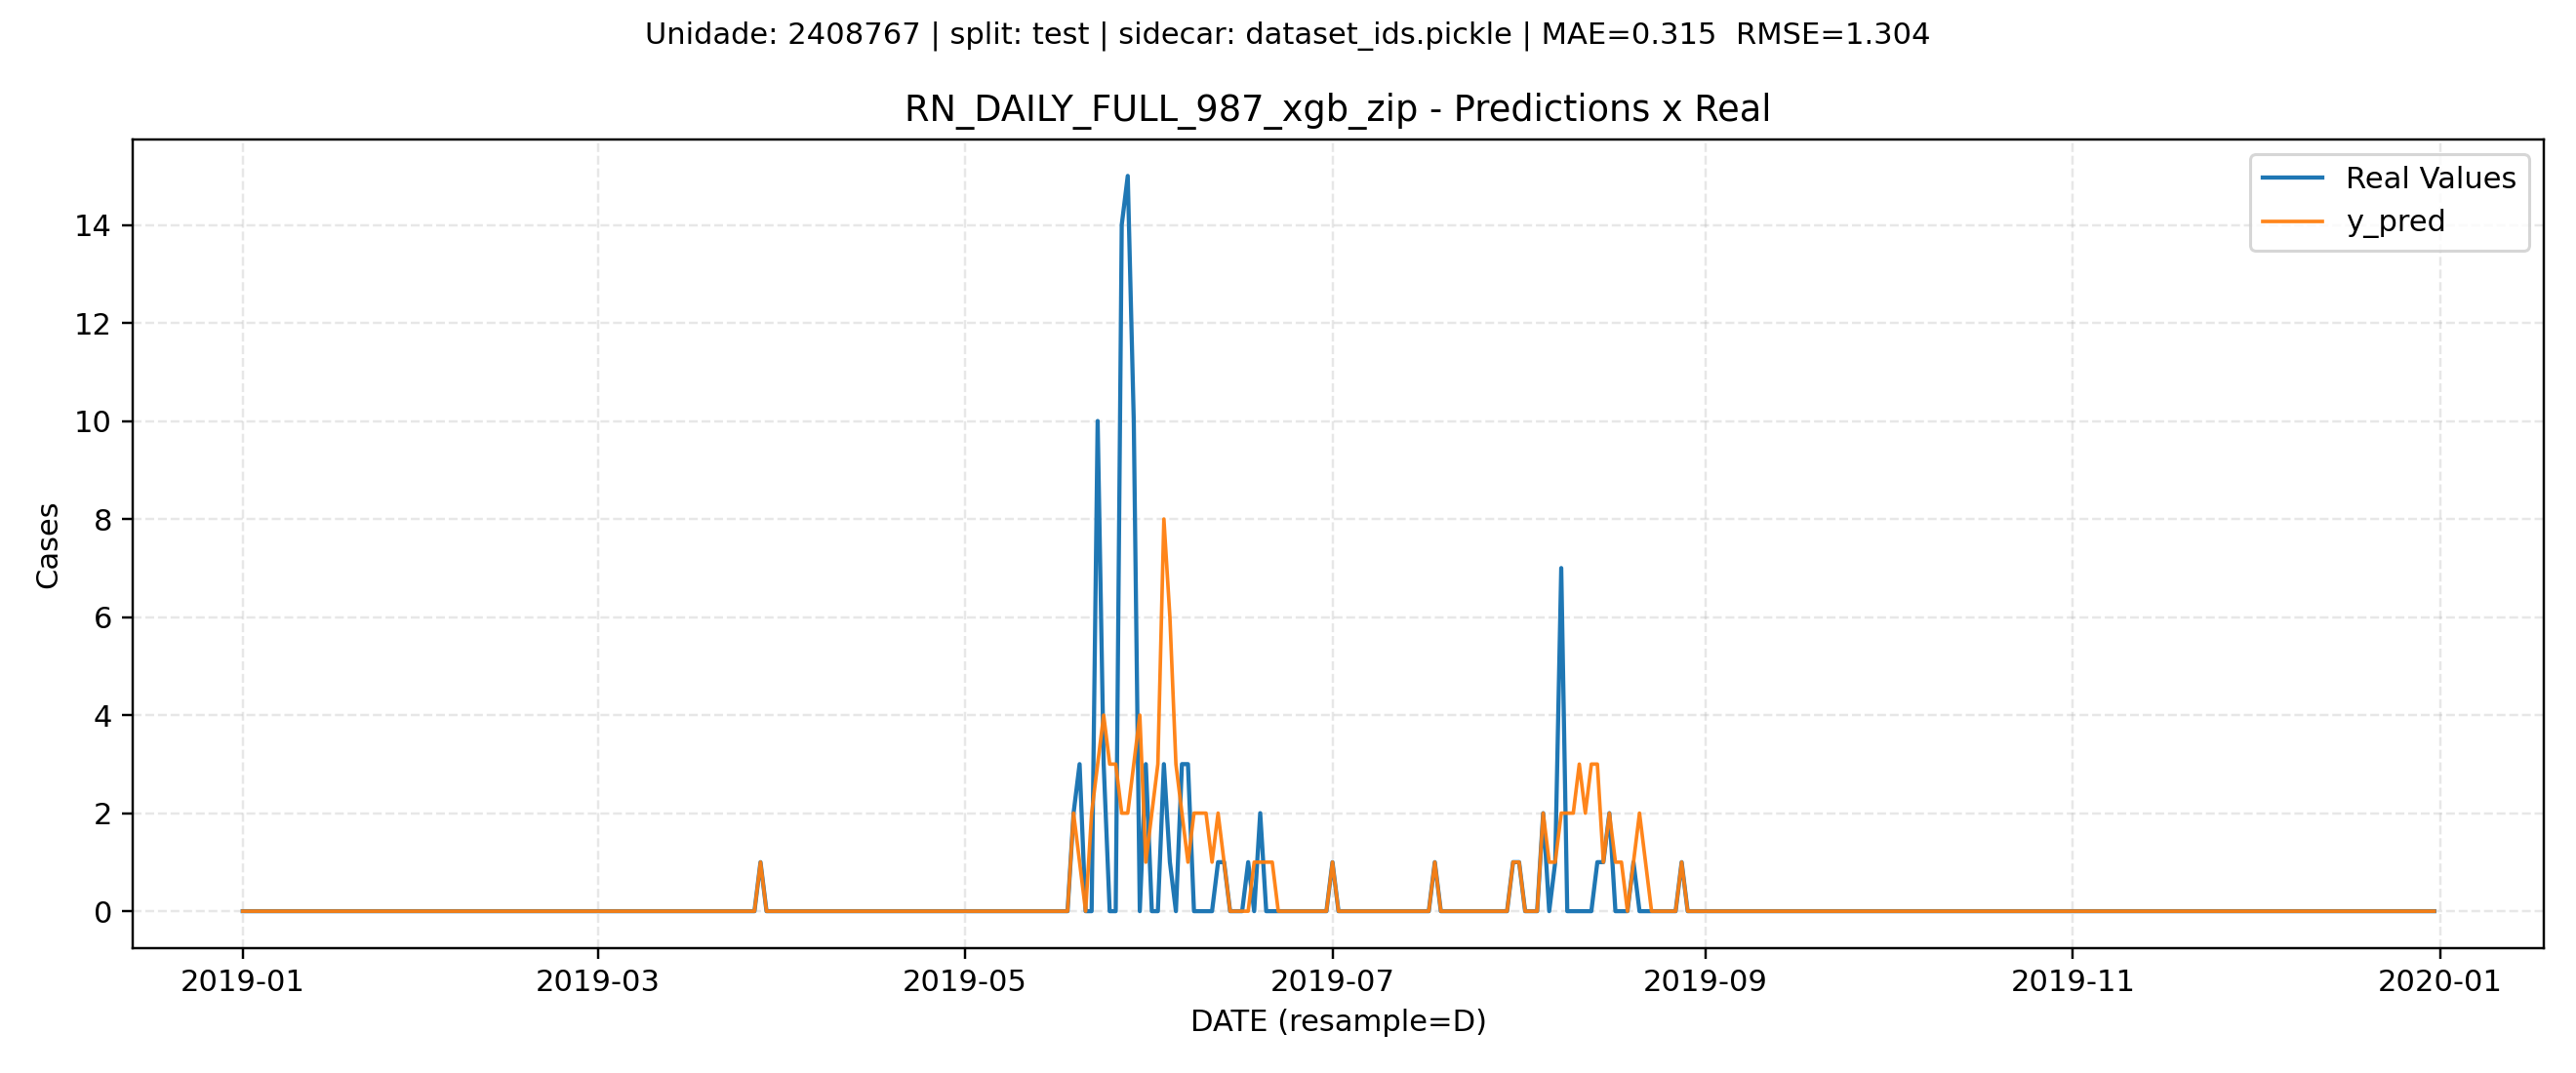 Unidade: 2408767 | split: test | sidecar: dataset_ids.pickle | MAE=0.315  RMSE=1.304
RN_DAILY_FULL_987_xgb_zip - Predictions x Real
Real Values
y_pred
14
12
10
8
6
4
2
0
Cases
2019-01
2019-03
2019-05
2019-07
2019-09
2019-11
2020-01
DATE (resample=D)